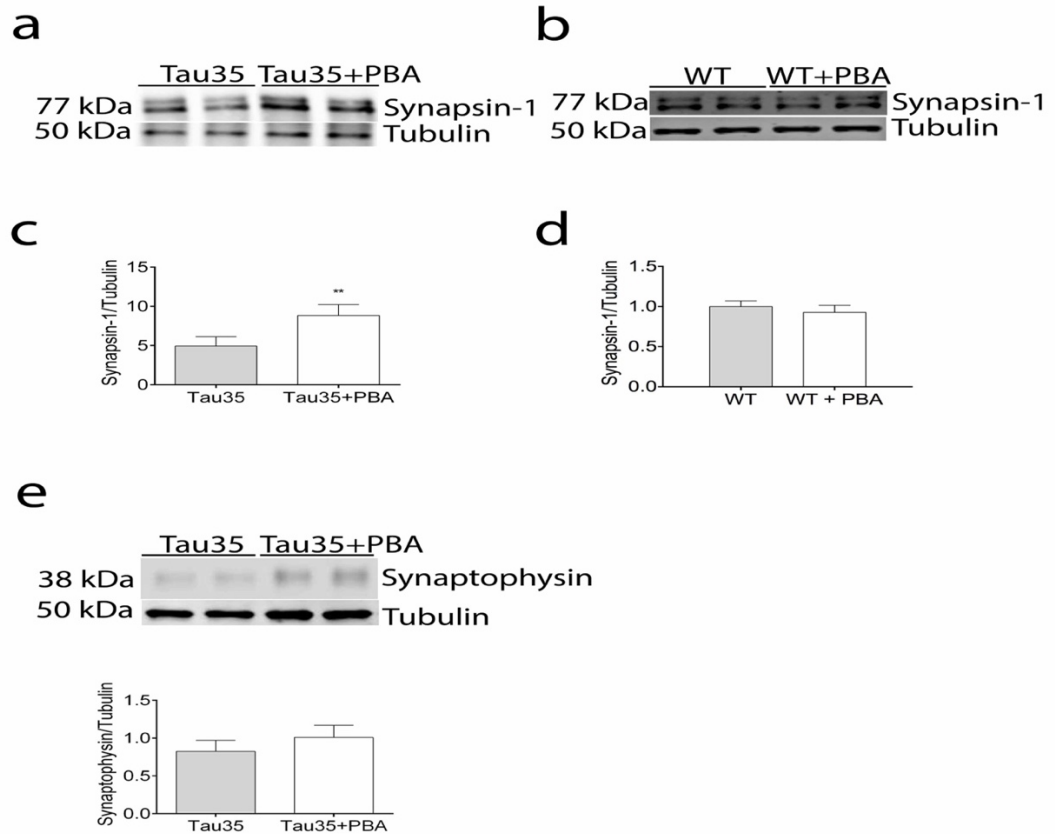 a
Tau35 Tau35+PBA
77 kDa Synapsin-1
50 kDa Tubulin
b
WT WT+PBA
77 kDa Synapsin-1
50 kDa Tubulin
c
Synapsin-1/Tubulin
15
10
5
0
**
Tau35 Tau35+PBA
d
Synapsin-1/Tubulin
1.5
1.0
0.5
0.0
WT WT + PBA
e
Tau35 Tau35+PBA
38 kDa Synaptophysin
50 kDa Tubulin
Synaptophysin/Tubulin
1.5
1.0
0.5
0.0
Tau35 Tau35+PBA